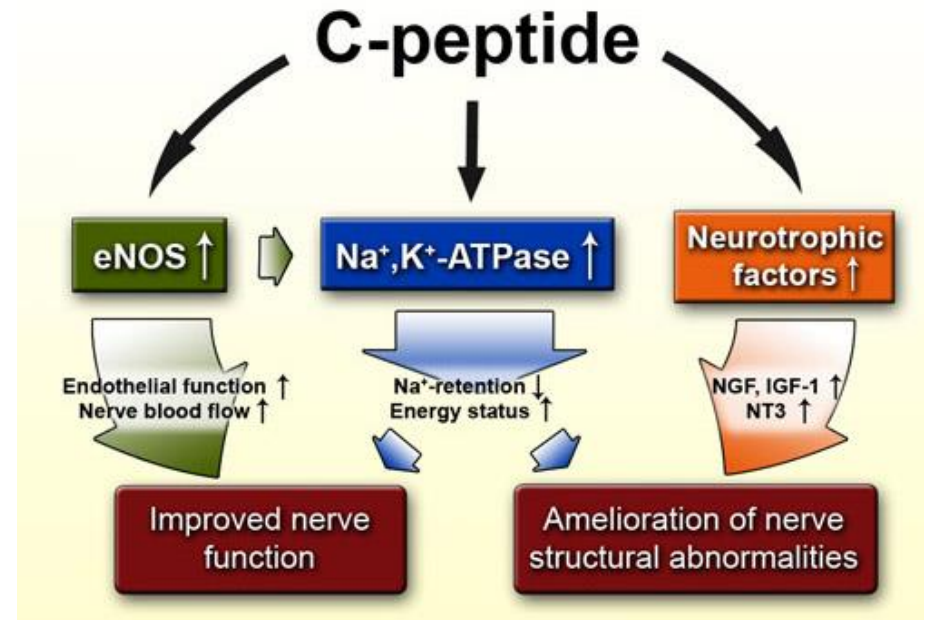 C-peptide
eNOS ↑
Na⁺,K⁺-ATPase ↑
Neurotrophic
factors ↑
Endothelial function ↑
Nerve blood flow ↑
Na⁺-retention ↓
Energy status ↑
NGF, IGF-1 ↑
NT3 ↑
Improved nerve
function
Amelioration of nerve
structural abnormalities